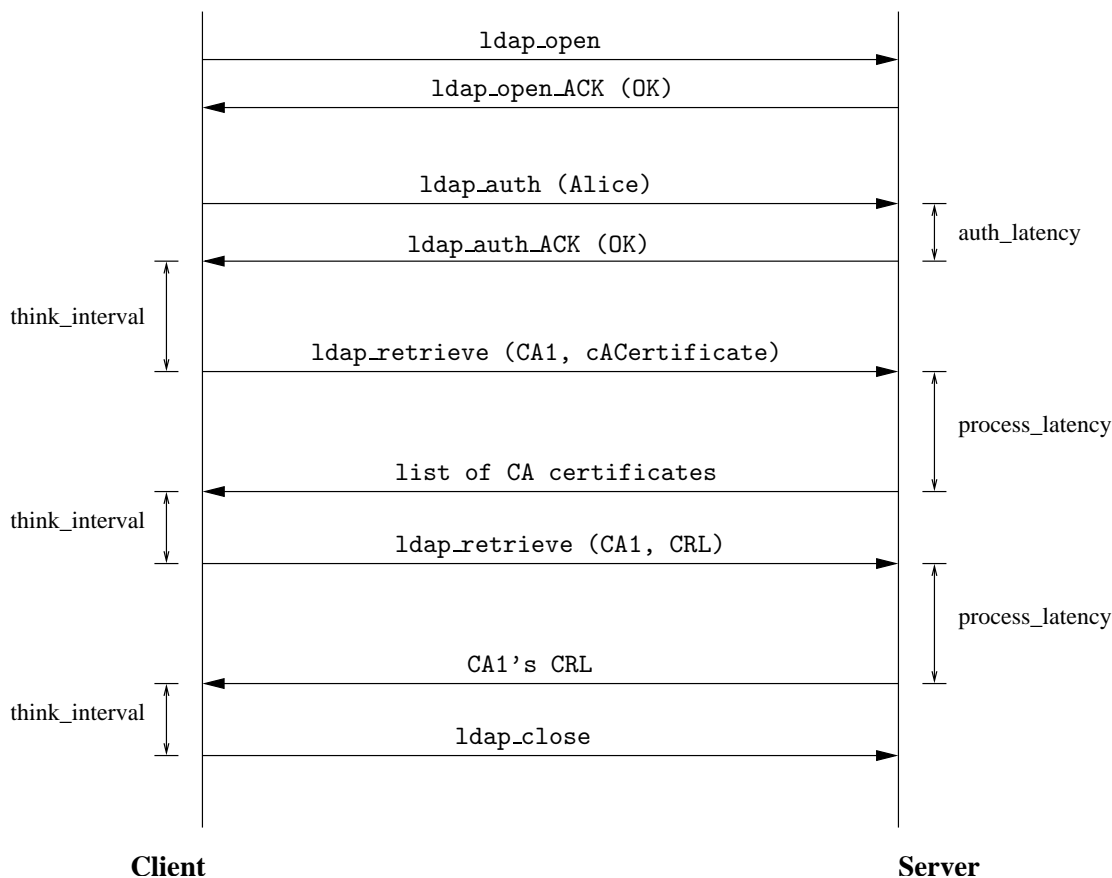 ldap_open
ldap_open_ACK (OK)
ldap_auth (Alice)
auth_latency
ldap_auth_ACK (OK)
think_interval
ldap_retrieve (CA1, cACertificate)
process_latency
list of CA certificates
think_interval
ldap_retrieve (CA1, CRL)
process_latency
CA1's CRL
think_interval
ldap_close
Client
Server